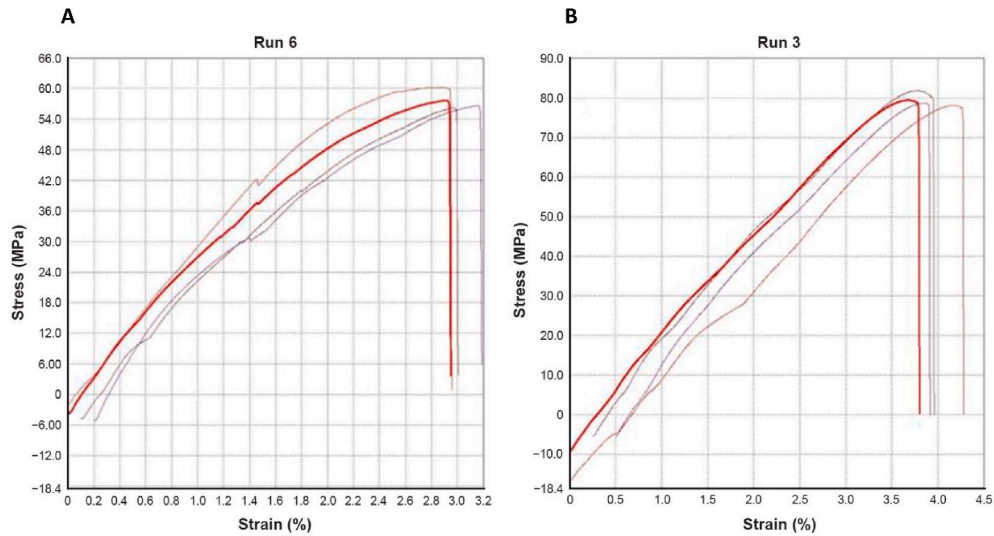 A
Run 6
66.0
60.0
54.0
48.0
42.0
36.0
30.0
24.0
18.0
12.0
6.00
0
−6.00
−12.0
−18.4
Stress (MPa)
0 0.2 0.4 0.6 0.8 1.0 1.2 1.4 1.6 1.8 2.0 2.2 2.4 2.6 2.8 3.0 3.2
Strain (%)
B
Run 3
90.0
80.0
70.0
60.0
50.0
40.0
30.0
20.0
10.0
0
−10.0
−18.4
Stress (MPa)
0 0.5 1.0 1.5 2.0 2.5 3.0 3.5 4.0 4.5
Strain (%)